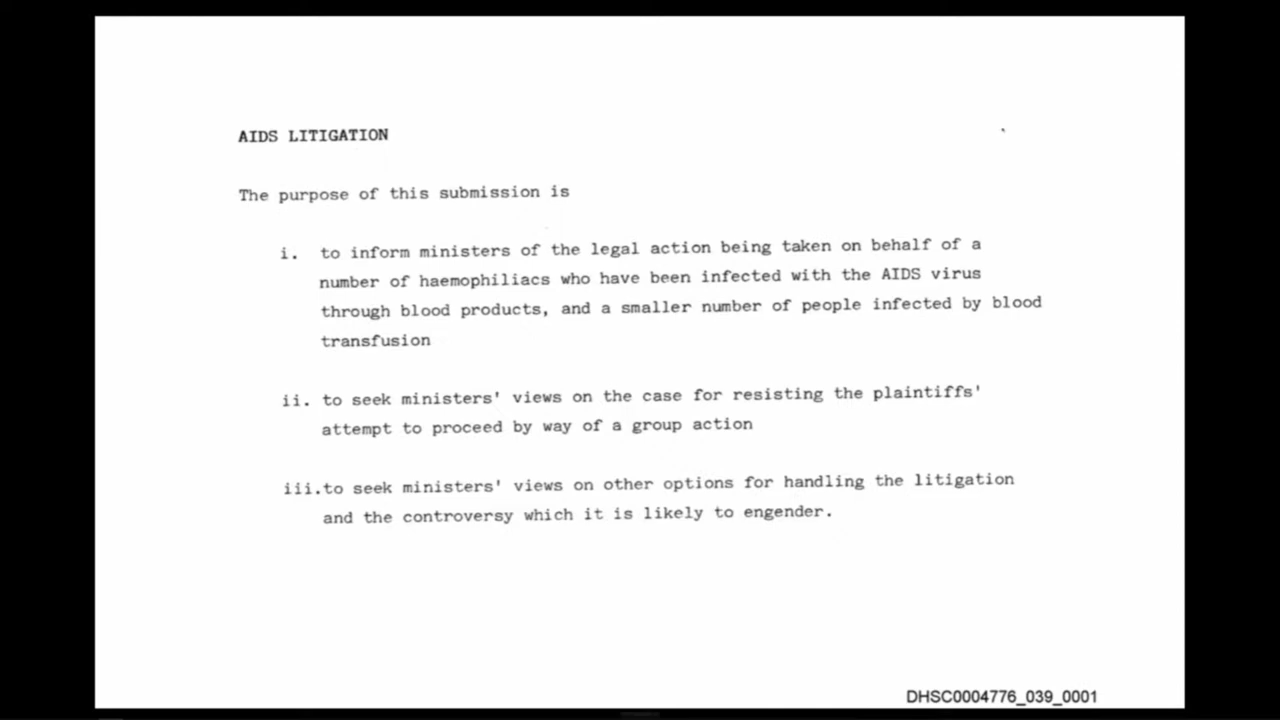 AIDS LITIGATION
The purpose of this submission is
i. to inform ministers of the legal action being taken on behalf of a
number of haemophiliacs who have been infected with the AIDS virus
through blood products, and a smaller number of people infected by blood
transfusion
ii. to seek ministers' views on the case for resisting the plaintiffs'
attempt to proceed by way of a group action
iii.to seek ministers' views on other options for handling the litigation
and the controversy which it is likely to engender.
DHSC0004776_039_0001